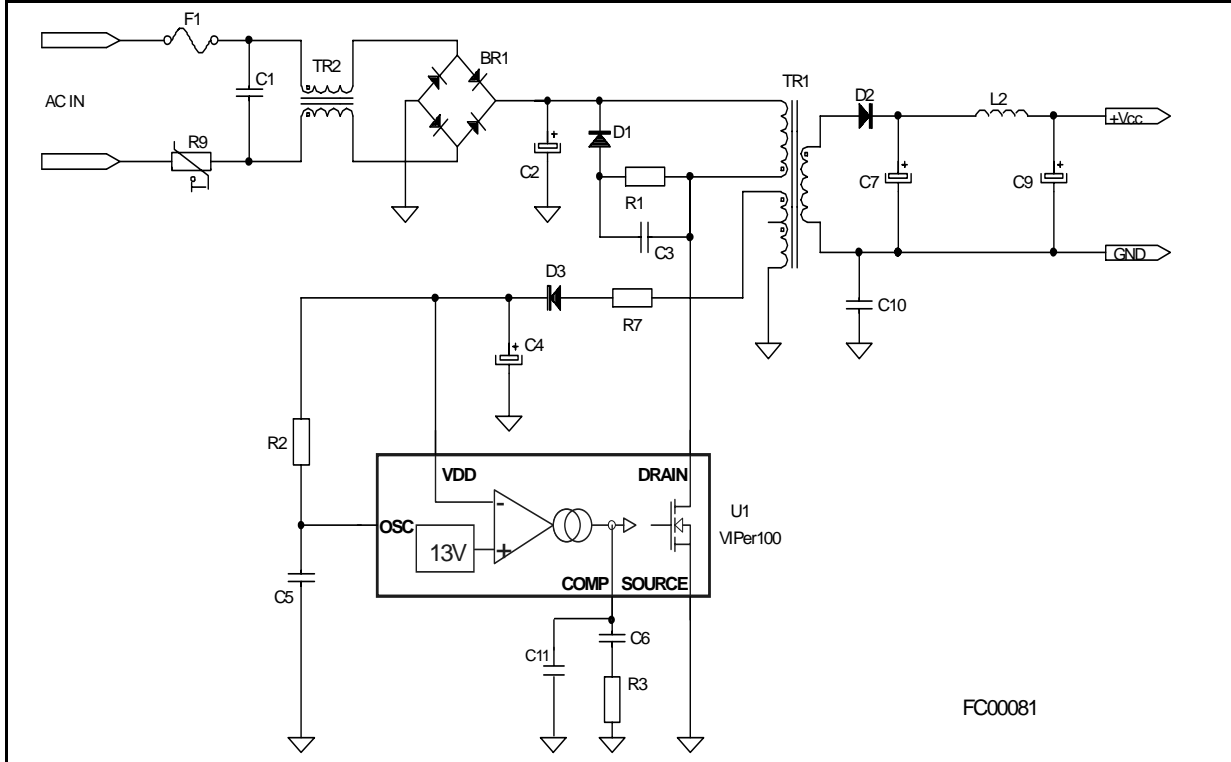 F1
TR2
BR1
C1
AC IN
R9
T°
C2
+
D1
R1
C3
TR1
D2
L2
+Vcc
C7
+
C9
+
GND
C10
D3
R7
C4
+
R2
VDD
DRAIN
OSC
13V
-
+
U1
VIPer100
COMP
SOURCE
C5
C11
C6
R3
FC00081